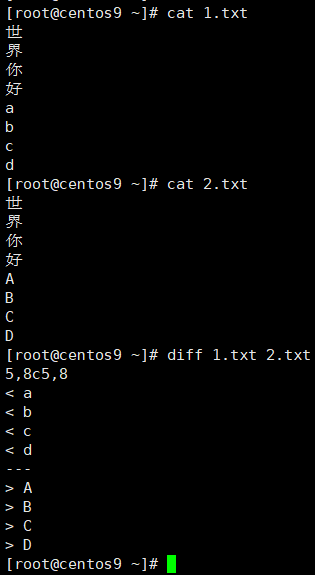 [root@centos9 ~]# cat 1.txt
世
界
你
好
a
b
c
d
[root@centos9 ~]# cat 2.txt
世
界
你
好
A
B
C
D
[root@centos9 ~]# diff 1.txt 2.txt
5,8c5,8
< a
< b
< c
< d
---
> A
> B
> C
> D
[root@centos9 ~]#